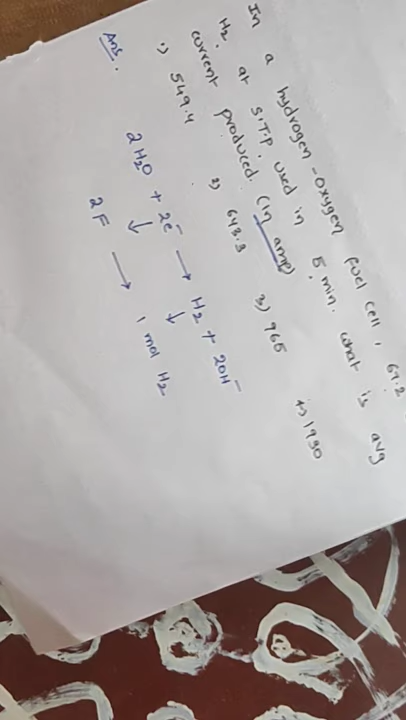 In a hydrogen-oxygen fuel cell, 67.2
H₂ at S.T.P. used in 5 min. what is avg
current produced (in amp)
1) 549.4 2) 643.3 3) 965 4) 1930
Ans.
2H₂O + 2e⁻ → H₂ + 2OH⁻
↓ ↓
2F → 1 mol H₂